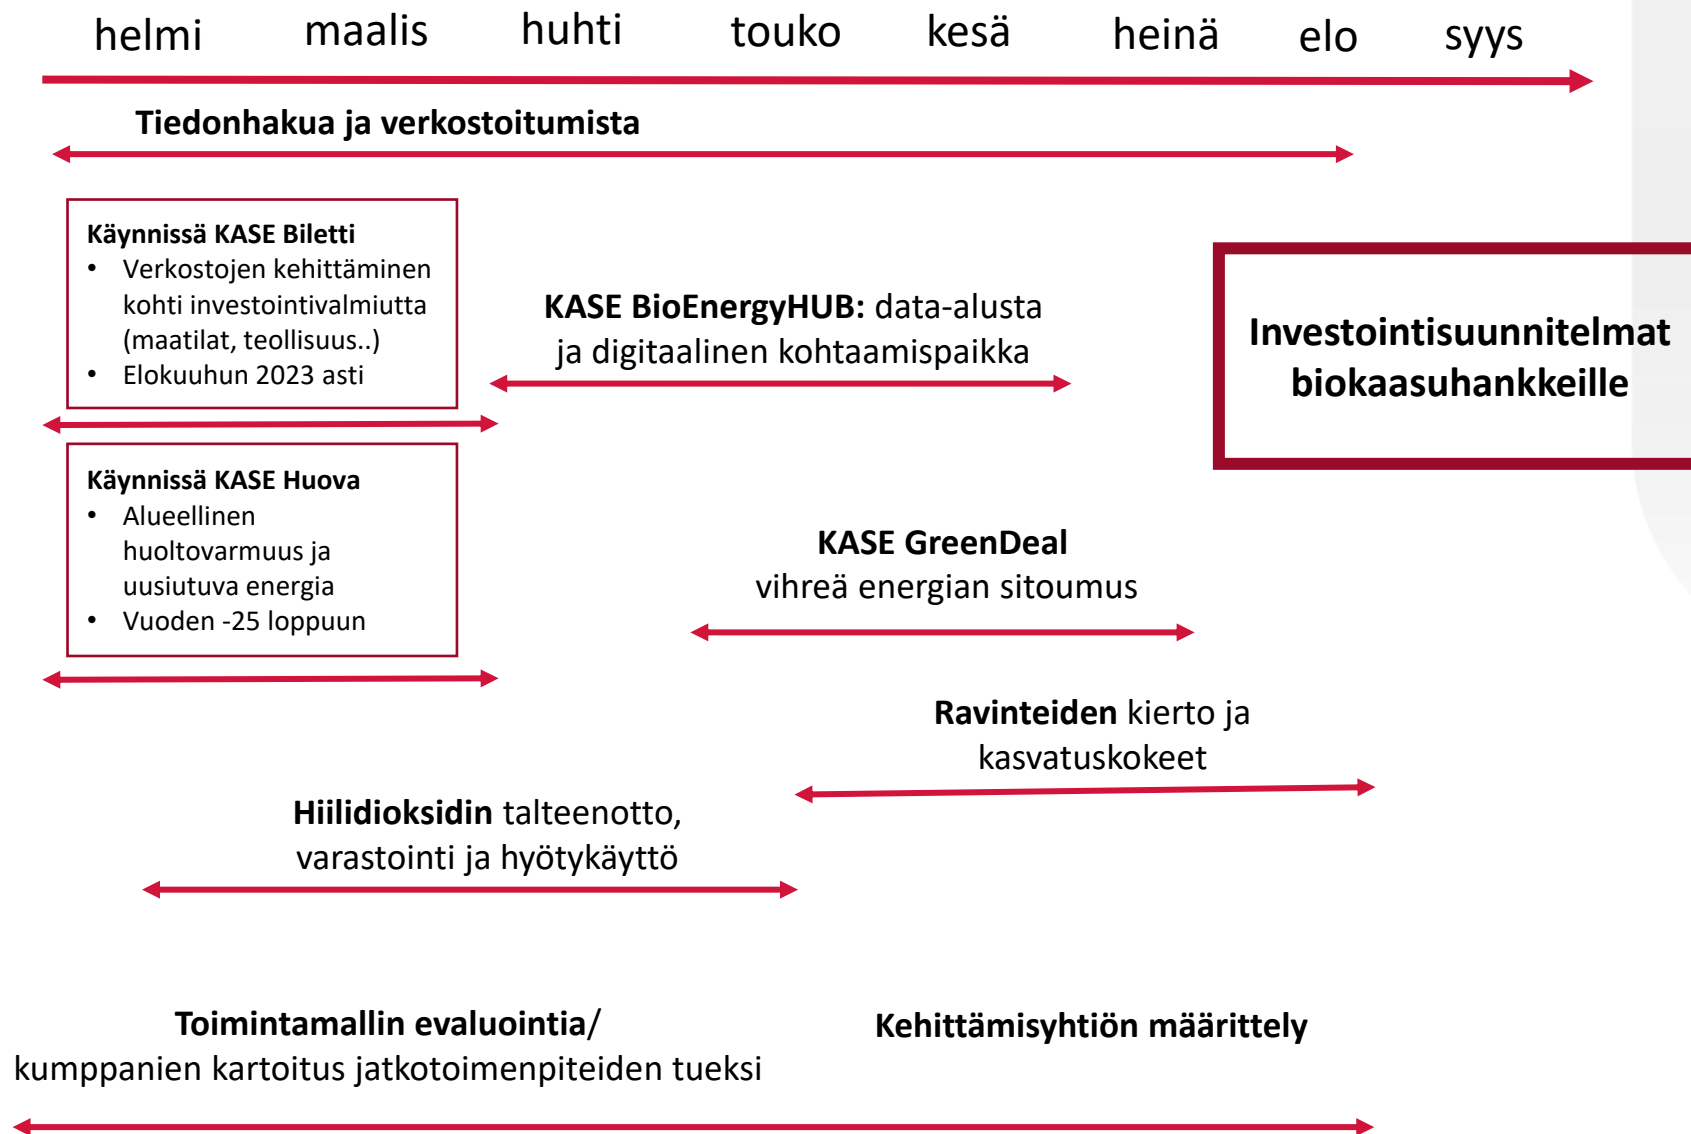 helmi maalis huhti touko kesä heinä elo syys
Tiedonhakua ja verkostoitumista
Käynnissä KASE Biletti
• Verkostojen kehittäminen
kohti investointivalmiutta
(maatilat, teollisuus..)
• Elokuuhun 2023 asti
KASE BioEnergyHUB: data-alusta
ja digitaalinen kohtaamispaikka
Investointisuunnitelmat
biokaasuhankkeille
Käynnissä KASE Huova
• Alueellinen
huoltovarmuus ja
uusiutuva energia
• Vuoden -25 loppuun
KASE GreenDeal
vihreä energian sitoumus
Ravinteiden kierto ja
kasvatuskokeet
Hiilidioksidin talteenotto,
varastointi ja hyötykäyttö
Toimintamallin evaluointia/
kumppanien kartoitus jatkotoimenpiteiden tueksi
Kehittämisyhtiön määrittely